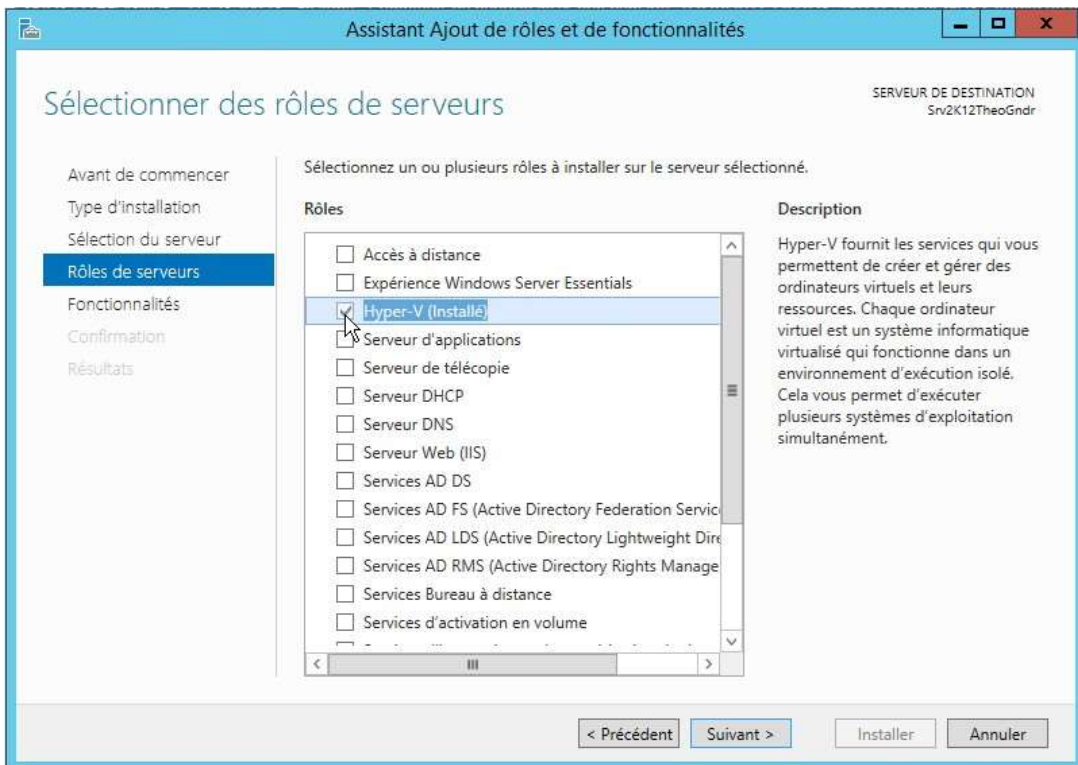 Assistant Ajout de rôles et de fonctionnalités
Sélectionner des rôles de serveurs
SERVEUR DE DESTINATION
Srv2K12TheoGndr
Avant de commencer
Type d'installation
Sélection du serveur
Rôles de serveurs
Fonctionnalités
Confirmation
Résultats
Sélectionnez un ou plusieurs rôles à installer sur le serveur sélectionné.
Rôles
Accès à distance
Expérience Windows Server Essentials
Hyper-V (Installé)
Serveur d'applications
Serveur de télécopie
Serveur DHCP
Serveur DNS
Serveur Web (IIS)
Services AD DS
Services AD FS (Active Directory Federation Servic
Services AD LDS (Active Directory Lightweight Dire
Services AD RMS (Active Directory Rights Manage
Services Bureau à distance
Services d'activation en volume
Description
Hyper-V fournit les services qui vous
permettent de créer et gérer des
ordinateurs virtuels et leurs
ressources. Chaque ordinateur
virtuel est un système informatique
virtualisé qui fonctionne dans un
environnement d'exécution isolé.
Cela vous permet d'exécuter
plusieurs systèmes d'exploitation
simultanément.
< Précédent
Suivant >
Installer
Annuler